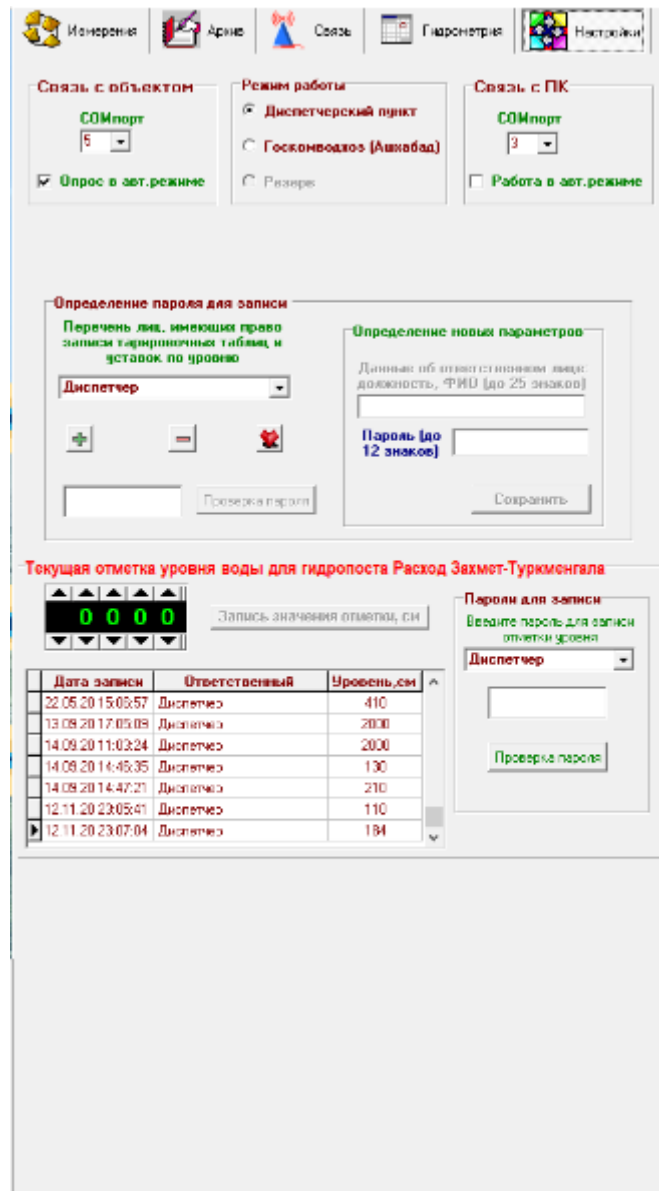 Измерения Архив Связь Гидрометрия Настройки
Связь с объектом
COMпорт
5
Опрос в авт.режиме
Режим работы
Диспетчерский пункт
Госкомводхоз (Ашхабад)
Резерв
Связь с ПК
COMпорт
3
Работа в авт.режиме
Определение пароля для записи
Перечень лиц, имеющих право
записи тарировочных таблиц и
уставок по уровню
Диспетчер
Проверка пароля
Определение новых параметров
Данные об ответственном лице:
должность, ФИО (до 25 знаков)
Пароль (до
12 знаков)
Сохранить
Текущая отметка уровня воды для гидропоста Расход Захмет-Туркменгала
0 0 0 0
Запись значения отметки, см
Дата записи Ответственный Уровень,см
22.05.20 15:06:57 Диспетчер 410
13.09.20 17:05:09 Диспетчер 2000
14.09.20 11:03:24 Диспетчер 2000
14.09.20 14:46:35 Диспетчер 130
14.09.20 14:47:21 Диспетчер 210
12.11.20 23:05:41 Диспетчер 110
12.11.20 23:07:04 Диспетчер 184
Пароли для записи
Введите пароль для записи
отметки уровня
Диспетчер
Проверка пароля